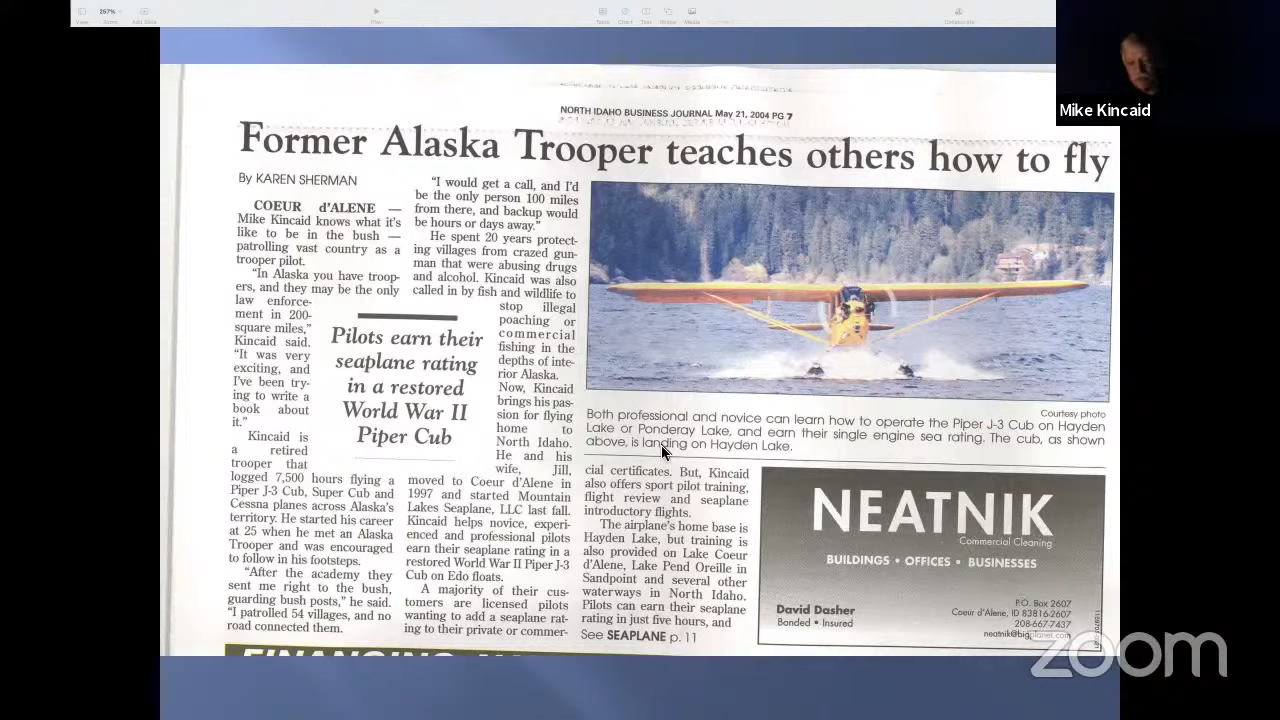 257%
View
Zoom
Add Slide
Play
Table
Chart
Text
Shape
Media
Comment
Collaborate
Mike Kincaid
NORTH IDAHO BUSINESS JOURNAL May 21, 2004 PG 7
Former Alaska Trooper teaches others how to fly
By KAREN SHERMAN
COEUR d'ALENE —
Mike Kincaid knows what it's
like to be in the bush —
patrolling vast country as a
trooper pilot.
"In Alaska you have troop-
ers, and they may be the only
law enforce-
ment in 200-
square miles,"
Kincaid said.
"It was very
exciting, and
I've been try-
ing to write a
book about
it."
Kincaid is
a retired
trooper that
logged 7,500 hours flying a
Piper J-3 Cub, Super Cub and
Cessna planes across Alaska's
territory. He started his career
at 25 when he met an Alaska
Trooper and was encouraged
to follow in his footsteps.
"After the academy they
sent me right to the bush,
guarding bush posts," he said.
"I patrolled 54 villages, and no
road connected them.
Pilots earn their
seaplane rating
in a restored
World War II
Piper Cub
"I would get a call, and I'd
be the only person 100 miles
from there, and backup would
be hours or days away."
He spent 20 years protect-
ing villages from crazed gun-
man that were abusing drugs
and alcohol. Kincaid was also
called in by fish and wildlife to
stop illegal
poaching or
commercial
fishing in the
depths of inte-
rior Alaska.
Now, Kincaid
brings his pas-
sion for flying
home to
North Idaho.
He and his
wife, Jill,
moved to Coeur d'Alene in
1997 and started Mountain
Lakes Seaplane, LLC last fall.
Kincaid helps novice, experi-
enced and professional pilots
earn their seaplane rating in a
restored World War II Piper J-3
Cub on Edo floats.
A majority of their cus-
tomers are licensed pilots
wanting to add a seaplane rat-
ing to their private or commer-
Courtesy photo
Both professional and novice can learn how to operate the Piper J-3 Cub on Hayden
Lake or Ponderay Lake, and earn their single engine sea rating. The cub, as shown
above, is landing on Hayden Lake.
cial certificates. But, Kincaid
also offers sport pilot training,
flight review and seaplane
introductory flights.
The airplane's home base is
Hayden Lake, but training is
also provided on Lake Coeur
d'Alene, Lake Pend Oreille in
Sandpoint and several other
waterways in North Idaho.
Pilots can earn their seaplane
rating in just five hours, and
See SEAPLANE p. 11
NEATNIK
Commercial Cleaning
BUILDINGS • OFFICES • BUSINESSES
David Dasher
Bonded • Insured
P.O. Box 2607
Coeur d'Alene, ID 83816-2607
208-667-7437
neatnik@bigplanet.com
zoom